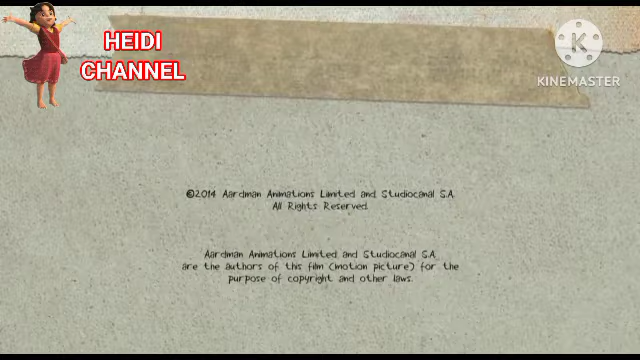 HEIDI
CHANNEL
K
KINEMASTER
©2014 Aardman Animations Limited and Studiocanal S.A.
All Rights Reserved.
Aardman Animations Limited and Studiocanal S.A.
are the authors of this film (motion picture) for the
purpose of copyright and other laws.